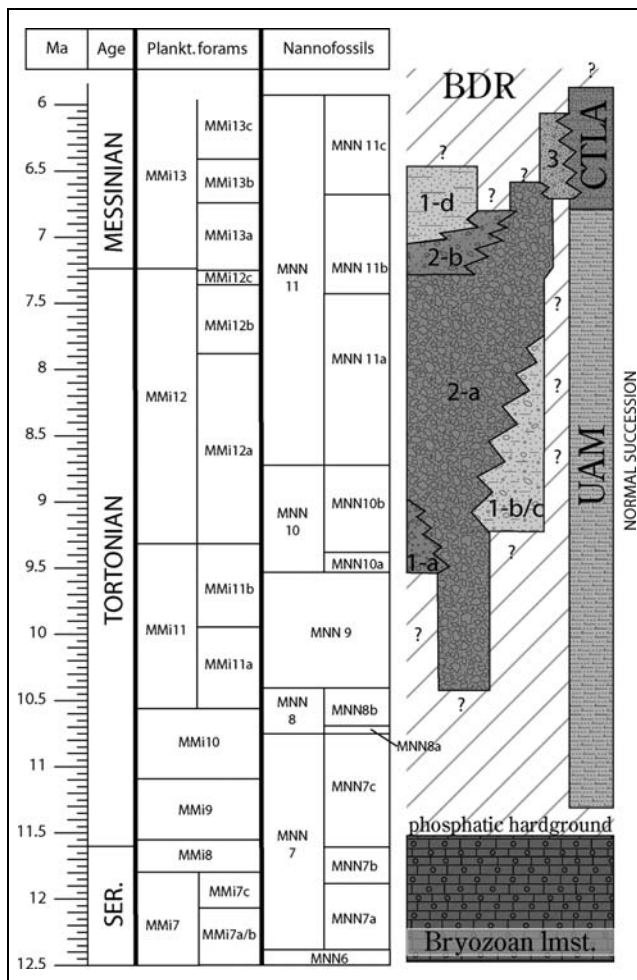 Ma
Age
Plankt. forams
Nannofossils
6
6.5
7
7.5
8
8.5
9
9.5
10
10.5
11
11.5
12
12.5
MESSINIAN
TORTONIAN
SER.
MMi13
MMi13c
MMi13b
MMi13a
MMi12
MMi12c
MMi12b
MMi12a
MMi11
MMi11b
MMi11a
MMi10
MMi9
MMi8
MMi7
MMi7c
MMi7a/b
MNN
11
MNN 11c
MNN 11b
MNN 11a
MNN
10
MNN10b
MNN10a
MNN 9
MNN
8
MNN8b
MNN8a
MNN
7
MNN7c
MNN7b
MNN7a
MNN6
BDR
?
?
?
?
?
?
?
?
?
?
?
1-d
2-b
2-a
1-b/c
1-a
3
CTLA
UAM
NORMAL SUCCESSION
phosphatic hardground
Bryozoan lmst.